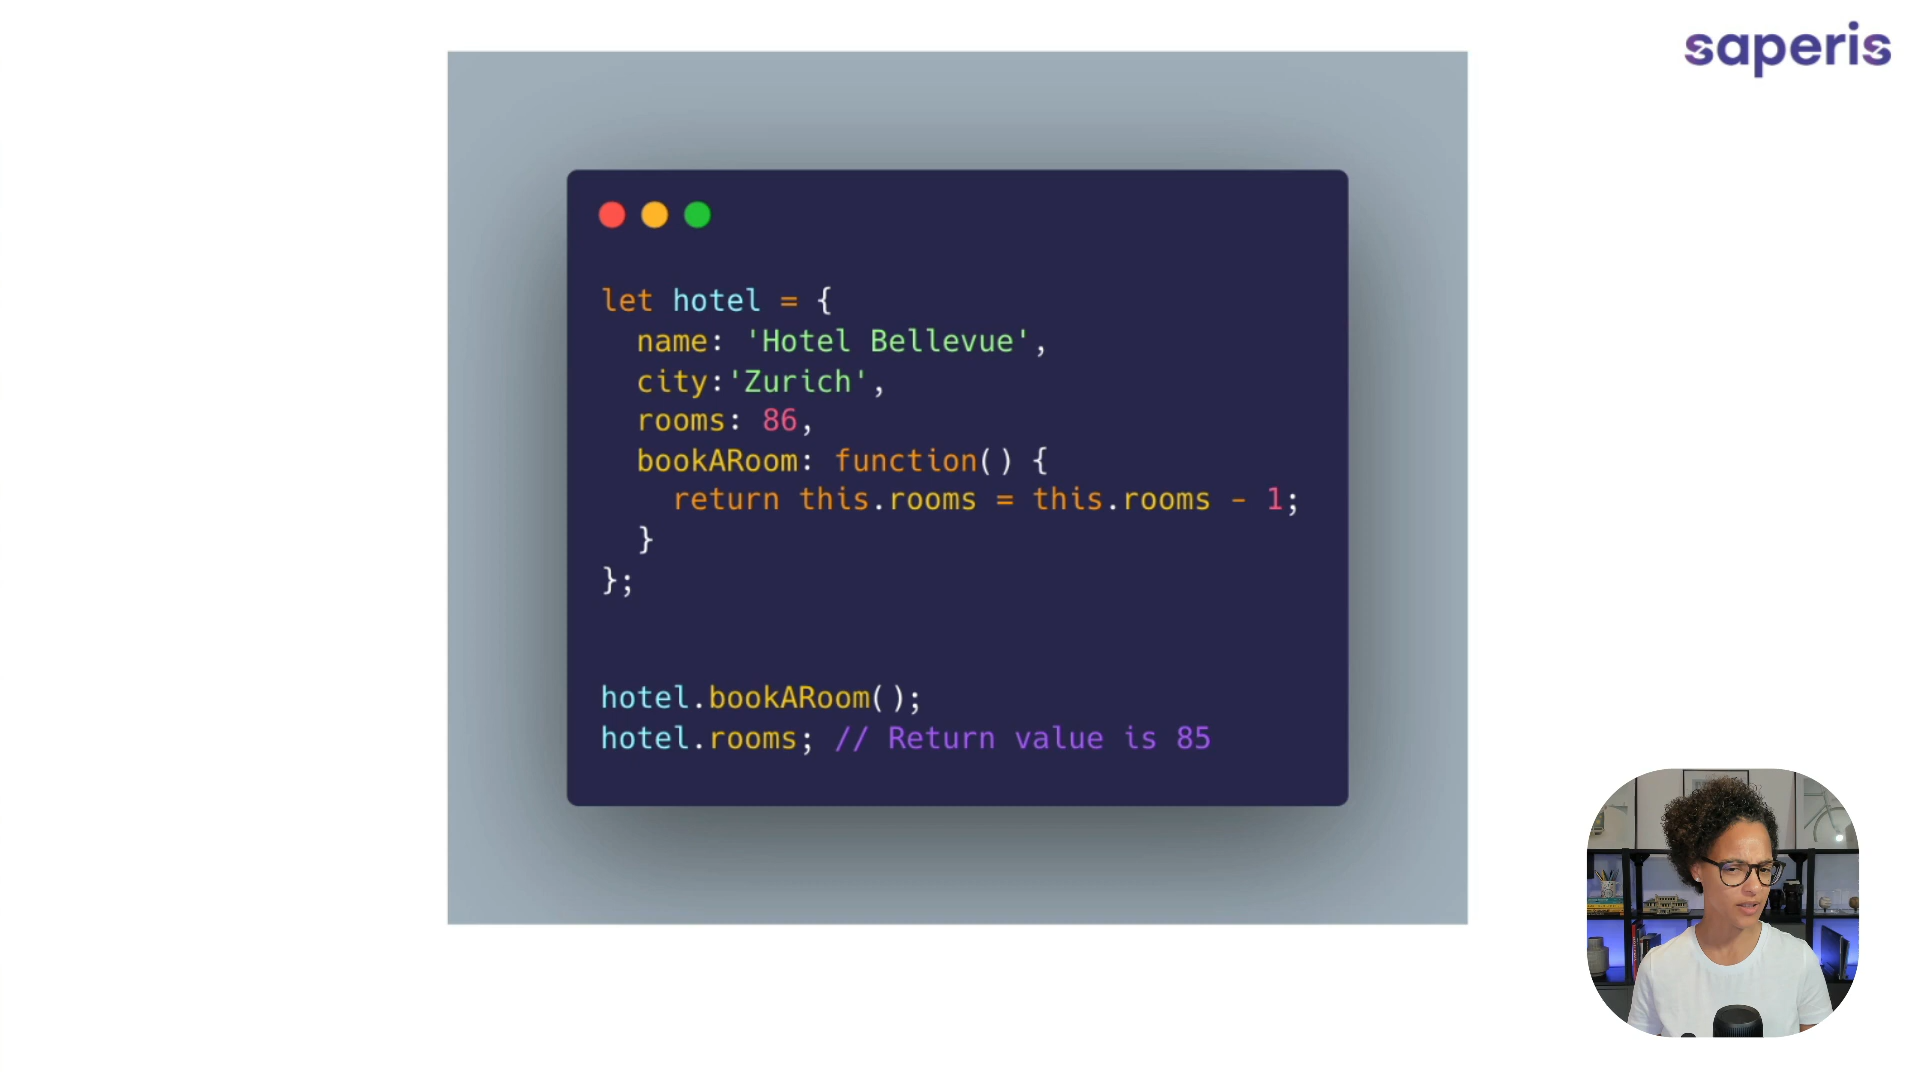 saperis
let hotel = {
name: 'Hotel Bellevue',
city:'Zurich',
rooms: 86,
bookARoom: function() {
return this.rooms = this.rooms - 1;
}
};
hotel.bookARoom();
hotel.rooms; // Return value is 85